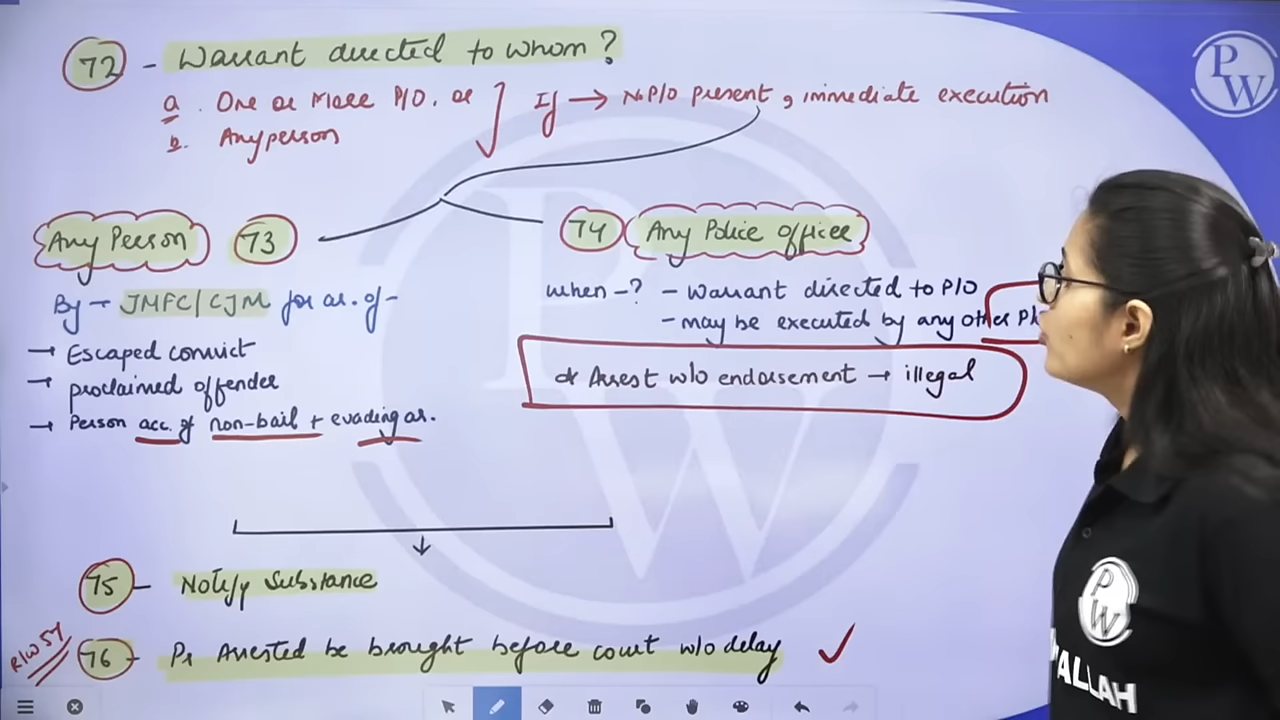 72 - Warrant directed to whom?
a. One or More P/O. or
b. Any person
If → No P/O present, immediate execution
Any Person 73
By → JMFC/CJM for ar. of -
→ Escaped convict
→ proclaimed offender
→ Person acc. of non-bail + evading ar.
74 Any Police Officer
When -? - Warrant directed to P/O
- may be executed by any other
* Arrest w/o endorsement → illegal
75 - Notify Substance
R/W 57
76 - Pr Arrested be brought before court w/o delay
PW
PW
WALLAH